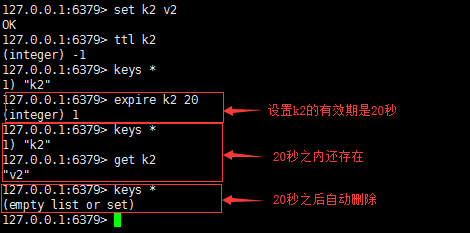 127.0.0.1:6379> set k2 v2
OK
127.0.0.1:6379> ttl k2
(integer) -1
127.0.0.1:6379> keys *
1) "k2"
127.0.0.1:6379> expire k2 20
(integer) 1
设置k2的有效期是20秒
127.0.0.1:6379> keys *
1) "k2"
127.0.0.1:6379> get k2
"v2"
20秒之内还存在
127.0.0.1:6379> keys *
(empty list or set)
20秒之后自动删除
127.0.0.1:6379>